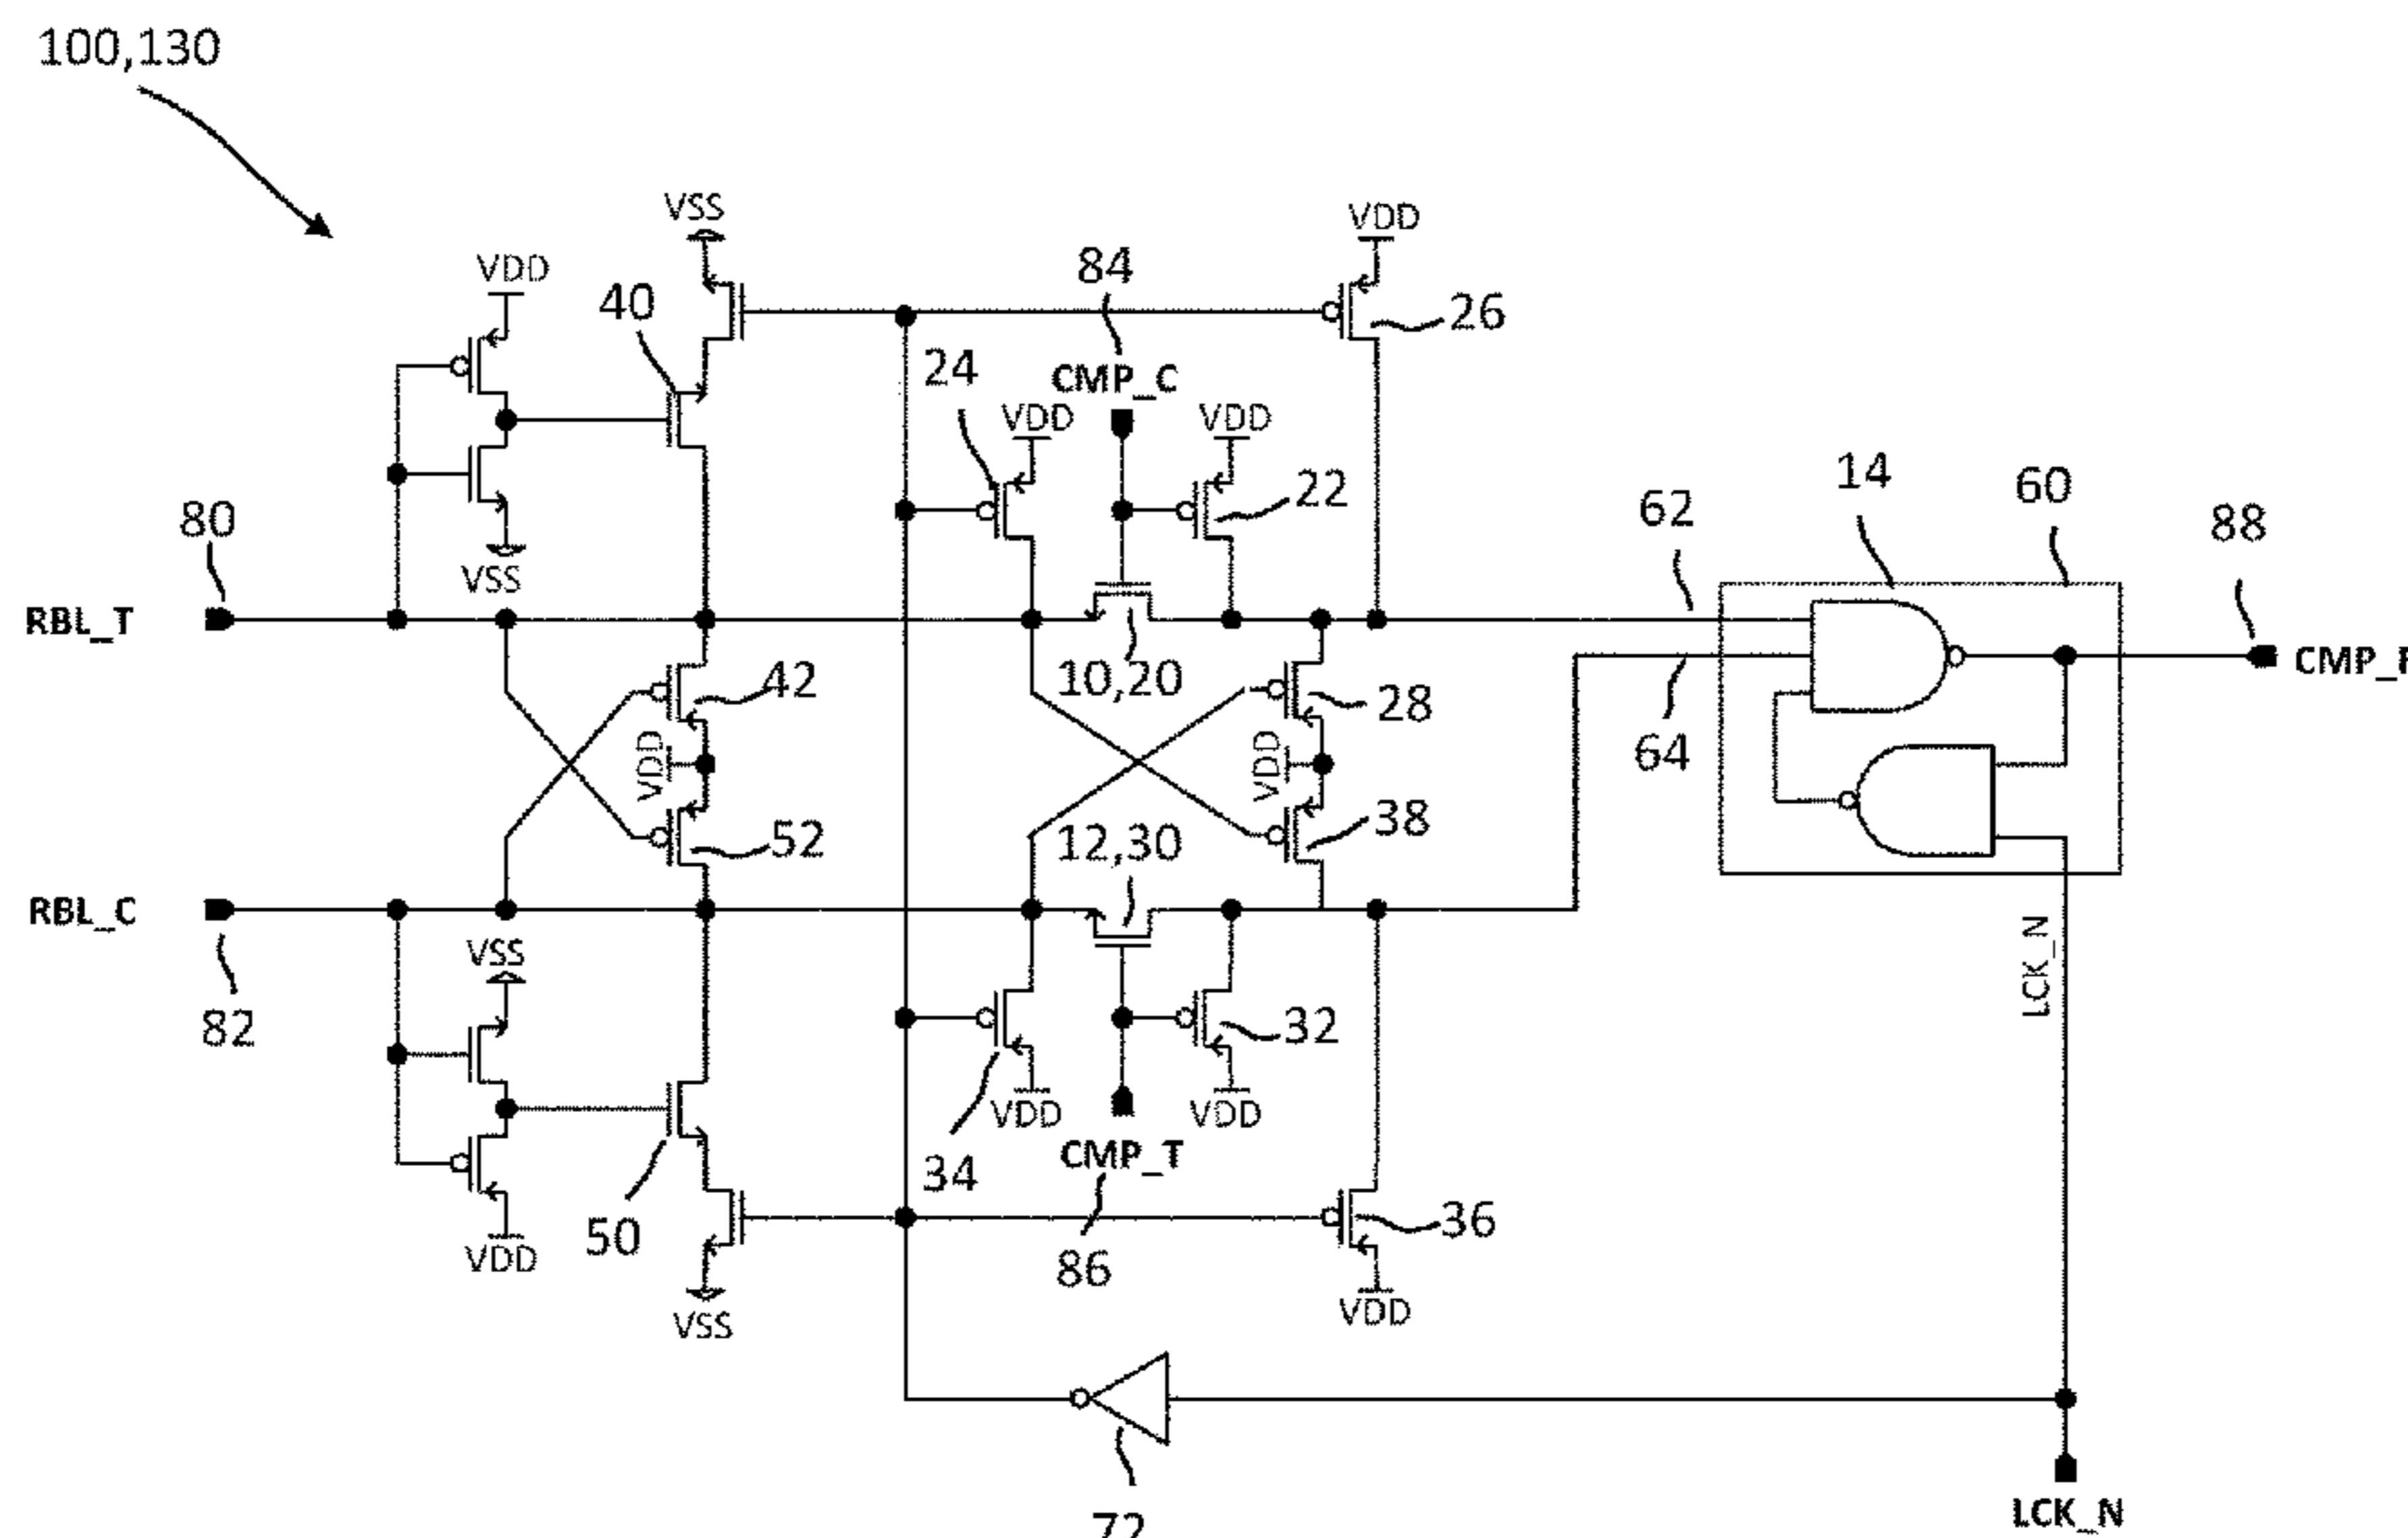 100,130
VSS
VDD
84
VDD
40
26
24
CMP_C
VDD
VDD
14
60
22
62
88
80
VSS
RBL_T
10,20
42
28
CMP_
64
VDD
VDD
38
12,30
52
RBL_C
VSS
LCK_N
82
32
34
VDD
VDD
CMP_T
50
36
VDD
86
VSS
VDD
72
LCK_N